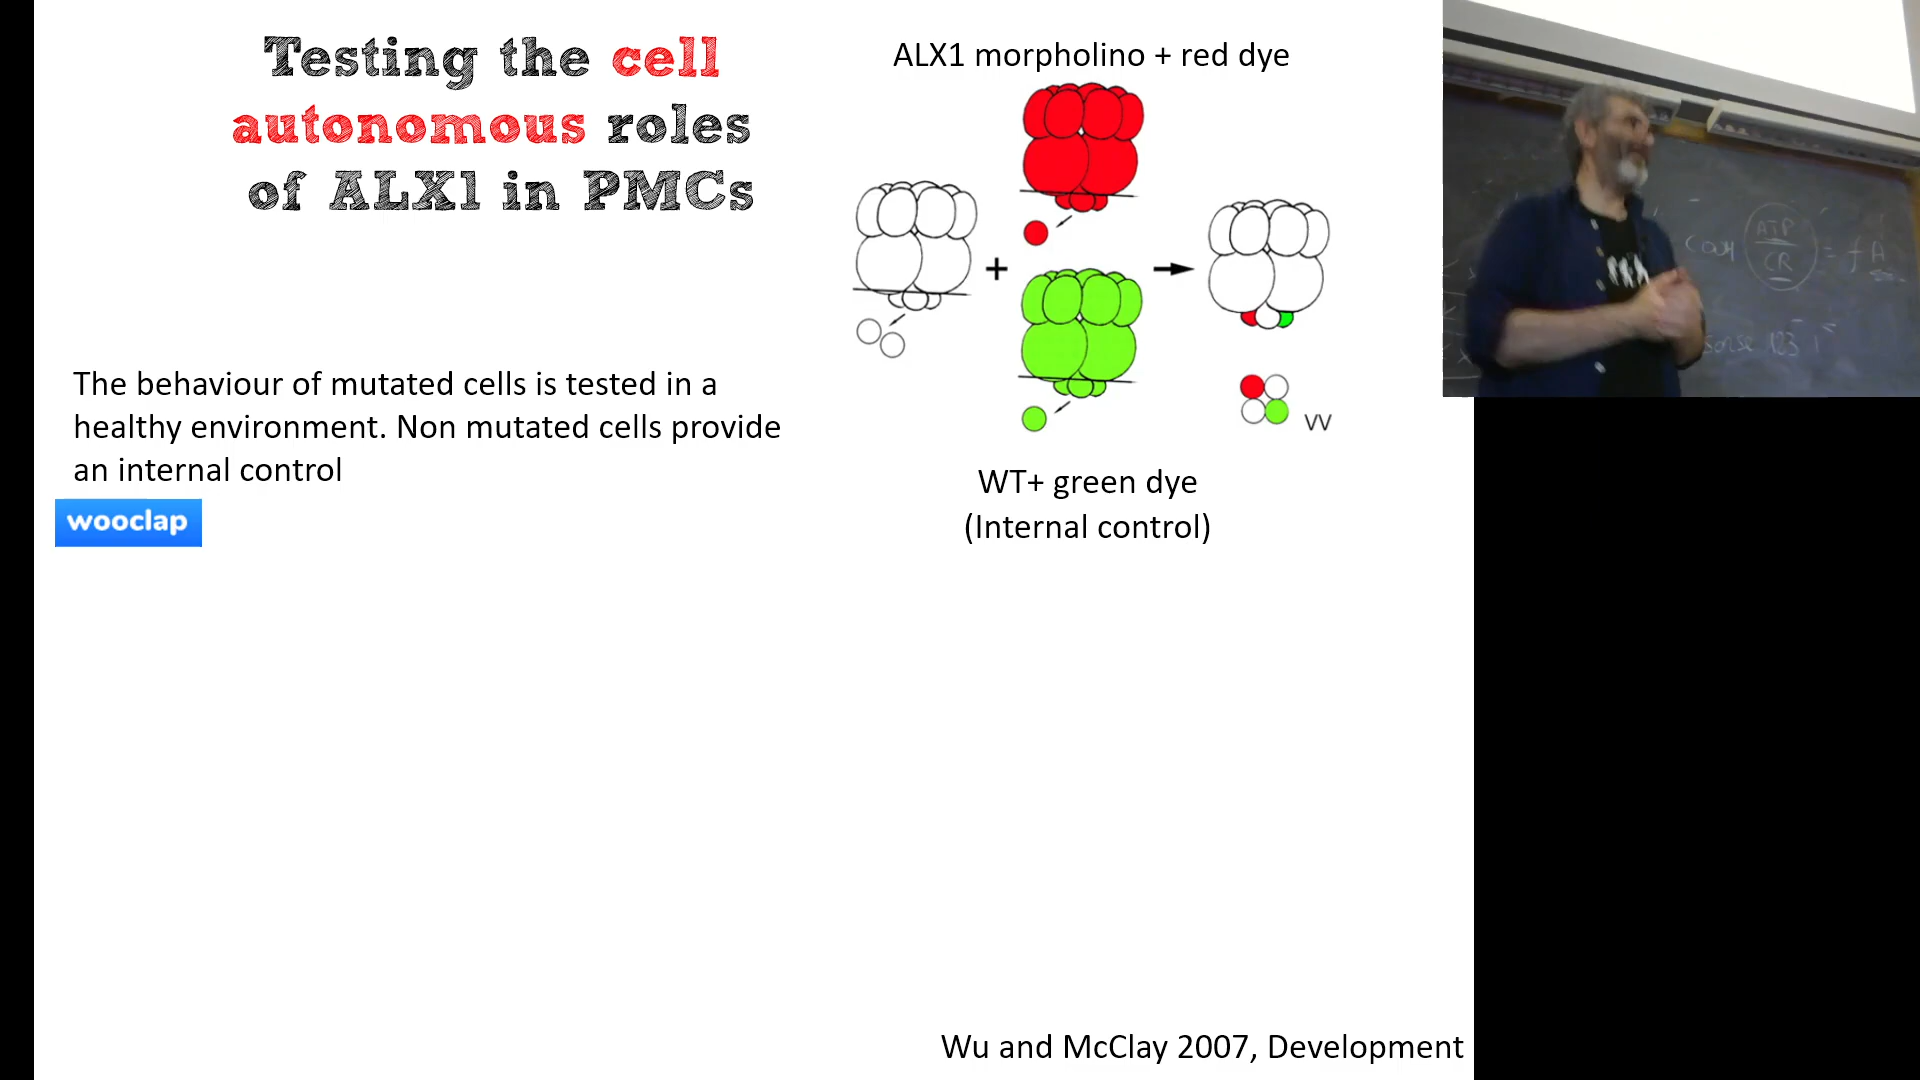 Testing the cell
autonomous roles
of ALX1 in PMCs
ALX1 morpholino + red dye
+
The behaviour of mutated cells is tested in a
healthy environment. Non mutated cells provide
an internal control
wooclap
VV
WT+ green dye
(Internal control)
ATP
CR
= f A
Wu and McClay 2007, Development